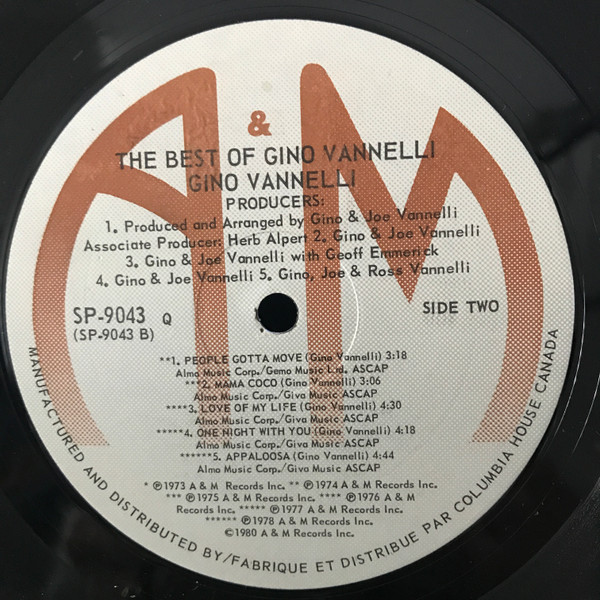 A & M
THE BEST OF GINO VANNELLI
GINO VANNELLI
PRODUCERS:
1. Produced and Arranged by Gino & Joe Vannelli
Associate Producer: Herb Alpert 2. Gino & Joe Vannelli
3. Gino & Joe Vannelli with Geoff Emmerick
4. Gino & Joe Vannelli 5. Gino, Joe & Ross Vannelli
SP-9043 Q
(SP-9043 B)
SIDE TWO
**1. PEOPLE GOTTA MOVE (Gino Vannelli) 3:18
Almo Music Corp./Gemo Music Ltd. ASCAP
***2. MAMA COCO (Gino Vannelli) 3:06
Almo Music Corp./Giva Music ASCAP
****3. LOVE OF MY LIFE (Gino Vannelli) 4:30
Almo Music Corp./Giva Music ASCAP
*****4. ONE NIGHT WITH YOU (Gino Vannelli) 4:18
Almo Music Corp./Giva Music ASCAP
******5. APPALOOSA (Gino Vannelli) 4:44
Almo Music Corp./Giva Music ASCAP
* ℗1973 A & M Records Inc. ** ℗1974 A & M Records Inc.
*** ℗1975 A & M Records Inc. **** ℗1976 A & M
Records Inc. ***** ℗1977 A & M Records Inc.
****** ℗1978 A & M Records Inc.
©1980 A & M Records Inc.
MANUFACTURED AND DISTRIBUTED BY/FABRIQUE ET DISTRIBUE PAR COLUMBIA HOUSE CANADA